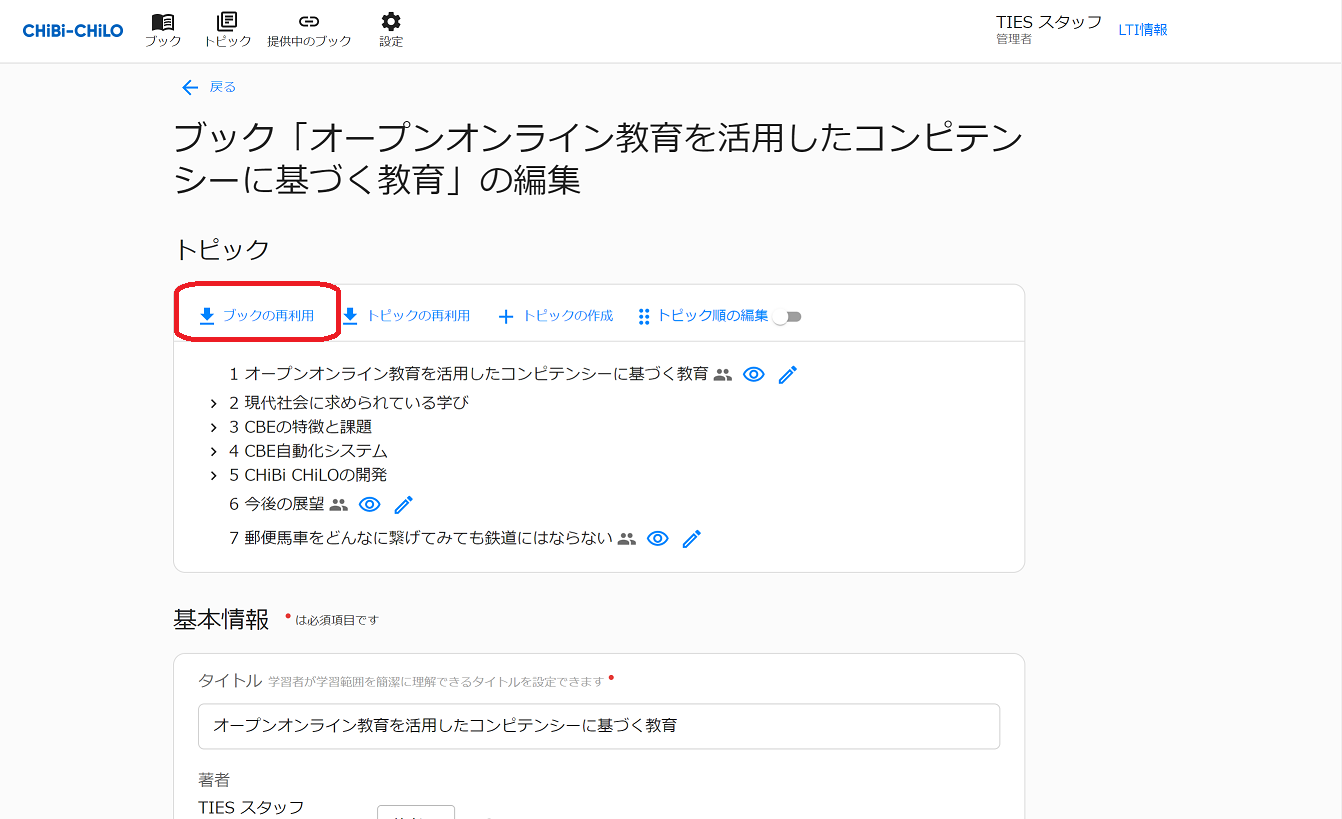 CHiBi-CHiLO
ブック トピック 提供中のブック 設定
TIES スタッフ
管理者
LTI情報
戻る
ブック「オープンオンライン教育を活用したコンピテン
シーに基づく教育」の編集
トピック
ブックの再利用 トピックの再利用 トピックの作成 トピック順の編集
1 オープンオンライン教育を活用したコンピテンシーに基づく教育
2 現代社会に求められている学び
3 CBEの特徴と課題
4 CBE自動化システム
5 CHiBi CHiLOの開発
6 今後の展望
7 郵便馬車をどんなに繋げてみても鉄道にはならない
基本情報 * は必須項目です
タイトル 学習者が学習範囲を簡潔に理解できるタイトルを設定できます *
オープンオンライン教育を活用したコンピテンシーに基づく教育
著者
TIES スタッフ